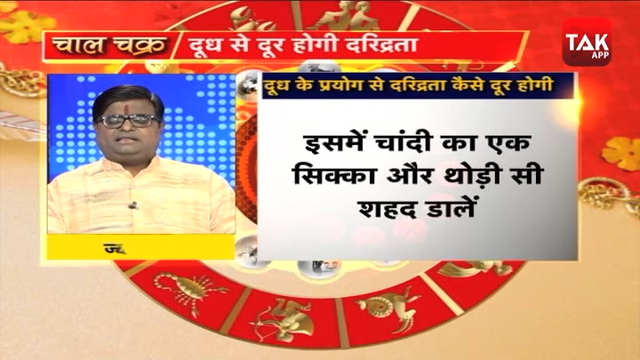 चाल चक्र
दूध से दूर होगी दरिद्रता
TAK
APP
दूध के प्रयोग से दरिद्रता कैसे दूर होगी
इसमें चांदी का एक
सिक्का और थोड़ी सी
शहद डालें